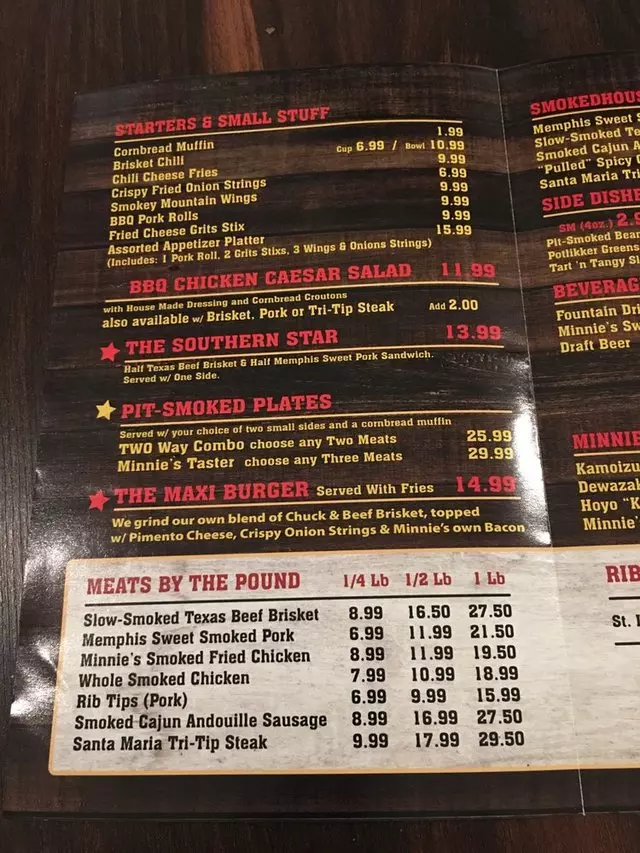 STARTERS & SMALL STUFF
Cornbread Muffin 1.99
Brisket Chili Cup 6.99 / Bowl 10.99
Chili Cheese Fries 9.99
Crispy Fried Onion Strings 6.99
Smokey Mountain Wings 9.99
BBQ Pork Rolls 9.99
Fried Cheese Grits Stix 9.99
Assorted Appetizer Platter 15.99
(Includes: 1 Pork Roll, 2 Grits Stixs, 3 Wings & Onions Strings)
BBQ CHICKEN CAESAR SALAD 11.99
with House Made Dressing and Cornbread Croutons
also available w/ Brisket, Pork or Tri-Tip Steak Add 2.00
THE SOUTHERN STAR 13.99
Half Texas Beef Brisket & Half Memphis Sweet Pork Sandwich.
Served w/ One Side.
PIT-SMOKED PLATES
Served w/ your choice of two small sides and a cornbread muffin
TWO Way Combo choose any Two Meats 25.99
Minnie's Taster choose any Three Meats 29.99
THE MAXI BURGER Served With Fries 14.99
We grind our own blend of Chuck & Beef Brisket, topped
w/ Pimento Cheese, Crispy Onion Strings & Minnie's own Bacon
MEATS BY THE POUND 1/4 Lb 1/2 Lb 1 Lb
Slow-Smoked Texas Beef Brisket 8.99 16.50 27.50
Memphis Sweet Smoked Pork 6.99 11.99 21.50
Minnie's Smoked Fried Chicken 8.99 11.99 19.50
Whole Smoked Chicken 7.99 10.99 18.99
Rib Tips (Pork) 6.99 9.99 15.99
Smoked Cajun Andouille Sausage 8.99 16.99 27.50
Santa Maria Tri-Tip Steak 9.99 17.99 29.50
SMOKEDHOUS
Memphis Sweet S
Slow-Smoked T
Smoked Cajun A
"Pulled" Spicy C
Santa Maria Tri
SIDE DISHE
SM (4oz.) 2.9
Pit-Smoked Bean
Potlikker Greens
Tart 'n Tangy Sl
BEVERAG
Fountain Dri
Minnie's Sw
Draft Beer
MINNIE
Kamoizu
Dewazak
Hoyo "K
Minnie'
RIB
St. L